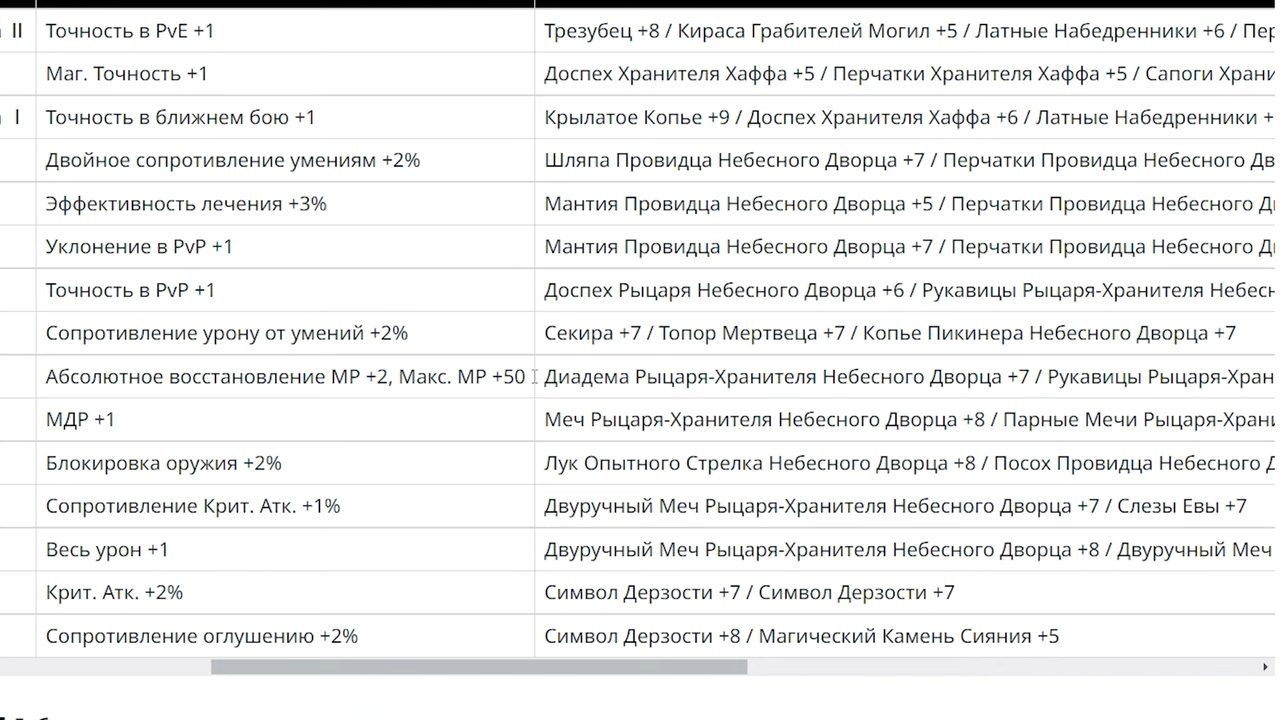 II Точность в PvE +1 Трезубец +8 / Кираса Грабителей Могил +5 / Латные Набедренники +6 /
Маг. Точность +1 Доспех Хранителя Хаффа +5 / Перчатки Хранителя Хаффа +5 / Сапоги
I Точность в ближнем бою +1 Крылатое Копье +9 / Доспех Хранителя Хаффа +6 / Латные Набедренники +
Двойное сопротивление умениям +2% Шляпа Провидца Небесного Дворца +7 / Перчатки Провидца Небесного
Эффективность лечения +3% Мантия Провидца Небесного Дворца +5 / Перчатки Провидца Небесного
Уклонение в PvP +1 Мантия Провидца Небесного Дворца +7 / Перчатки Провидца Небесного
Точность в PvP +1 Доспех Рыцаря Небесного Дворца +6 / Рукавицы Рыцаря-Хранителя
Сопротивление урону от умений +2% Секира +7 / Топор Мертвеца +7 / Копье Пикинера Небесного Дворца +7
Абсолютное восстановление MP +2, Макс. MP +50 Диадема Рыцаря-Хранителя Небесного Дворца +7 / Рукавицы
МДР +1 Меч Рыцаря-Хранителя Небесного Дворца +8 / Парные Мечи
Блокировка оружия +2% Лук Опытного Стрелка Небесного Дворца +8 / Посох Провидца Небесного
Сопротивление Крит. Атк. +1% Двуручный Меч Рыцаря-Хранителя Небесного Дворца +7 / Слезы Евы +7
Весь урон +1 Двуручный Меч Рыцаря-Хранителя Небесного Дворца +8 / Двуручный Меч
Крит. Атк. +2% Символ Дерзости +7 / Символ Дерзости +7
Сопротивление оглушению +2% Символ Дерзости +8 / Магический Камень Сияния +5